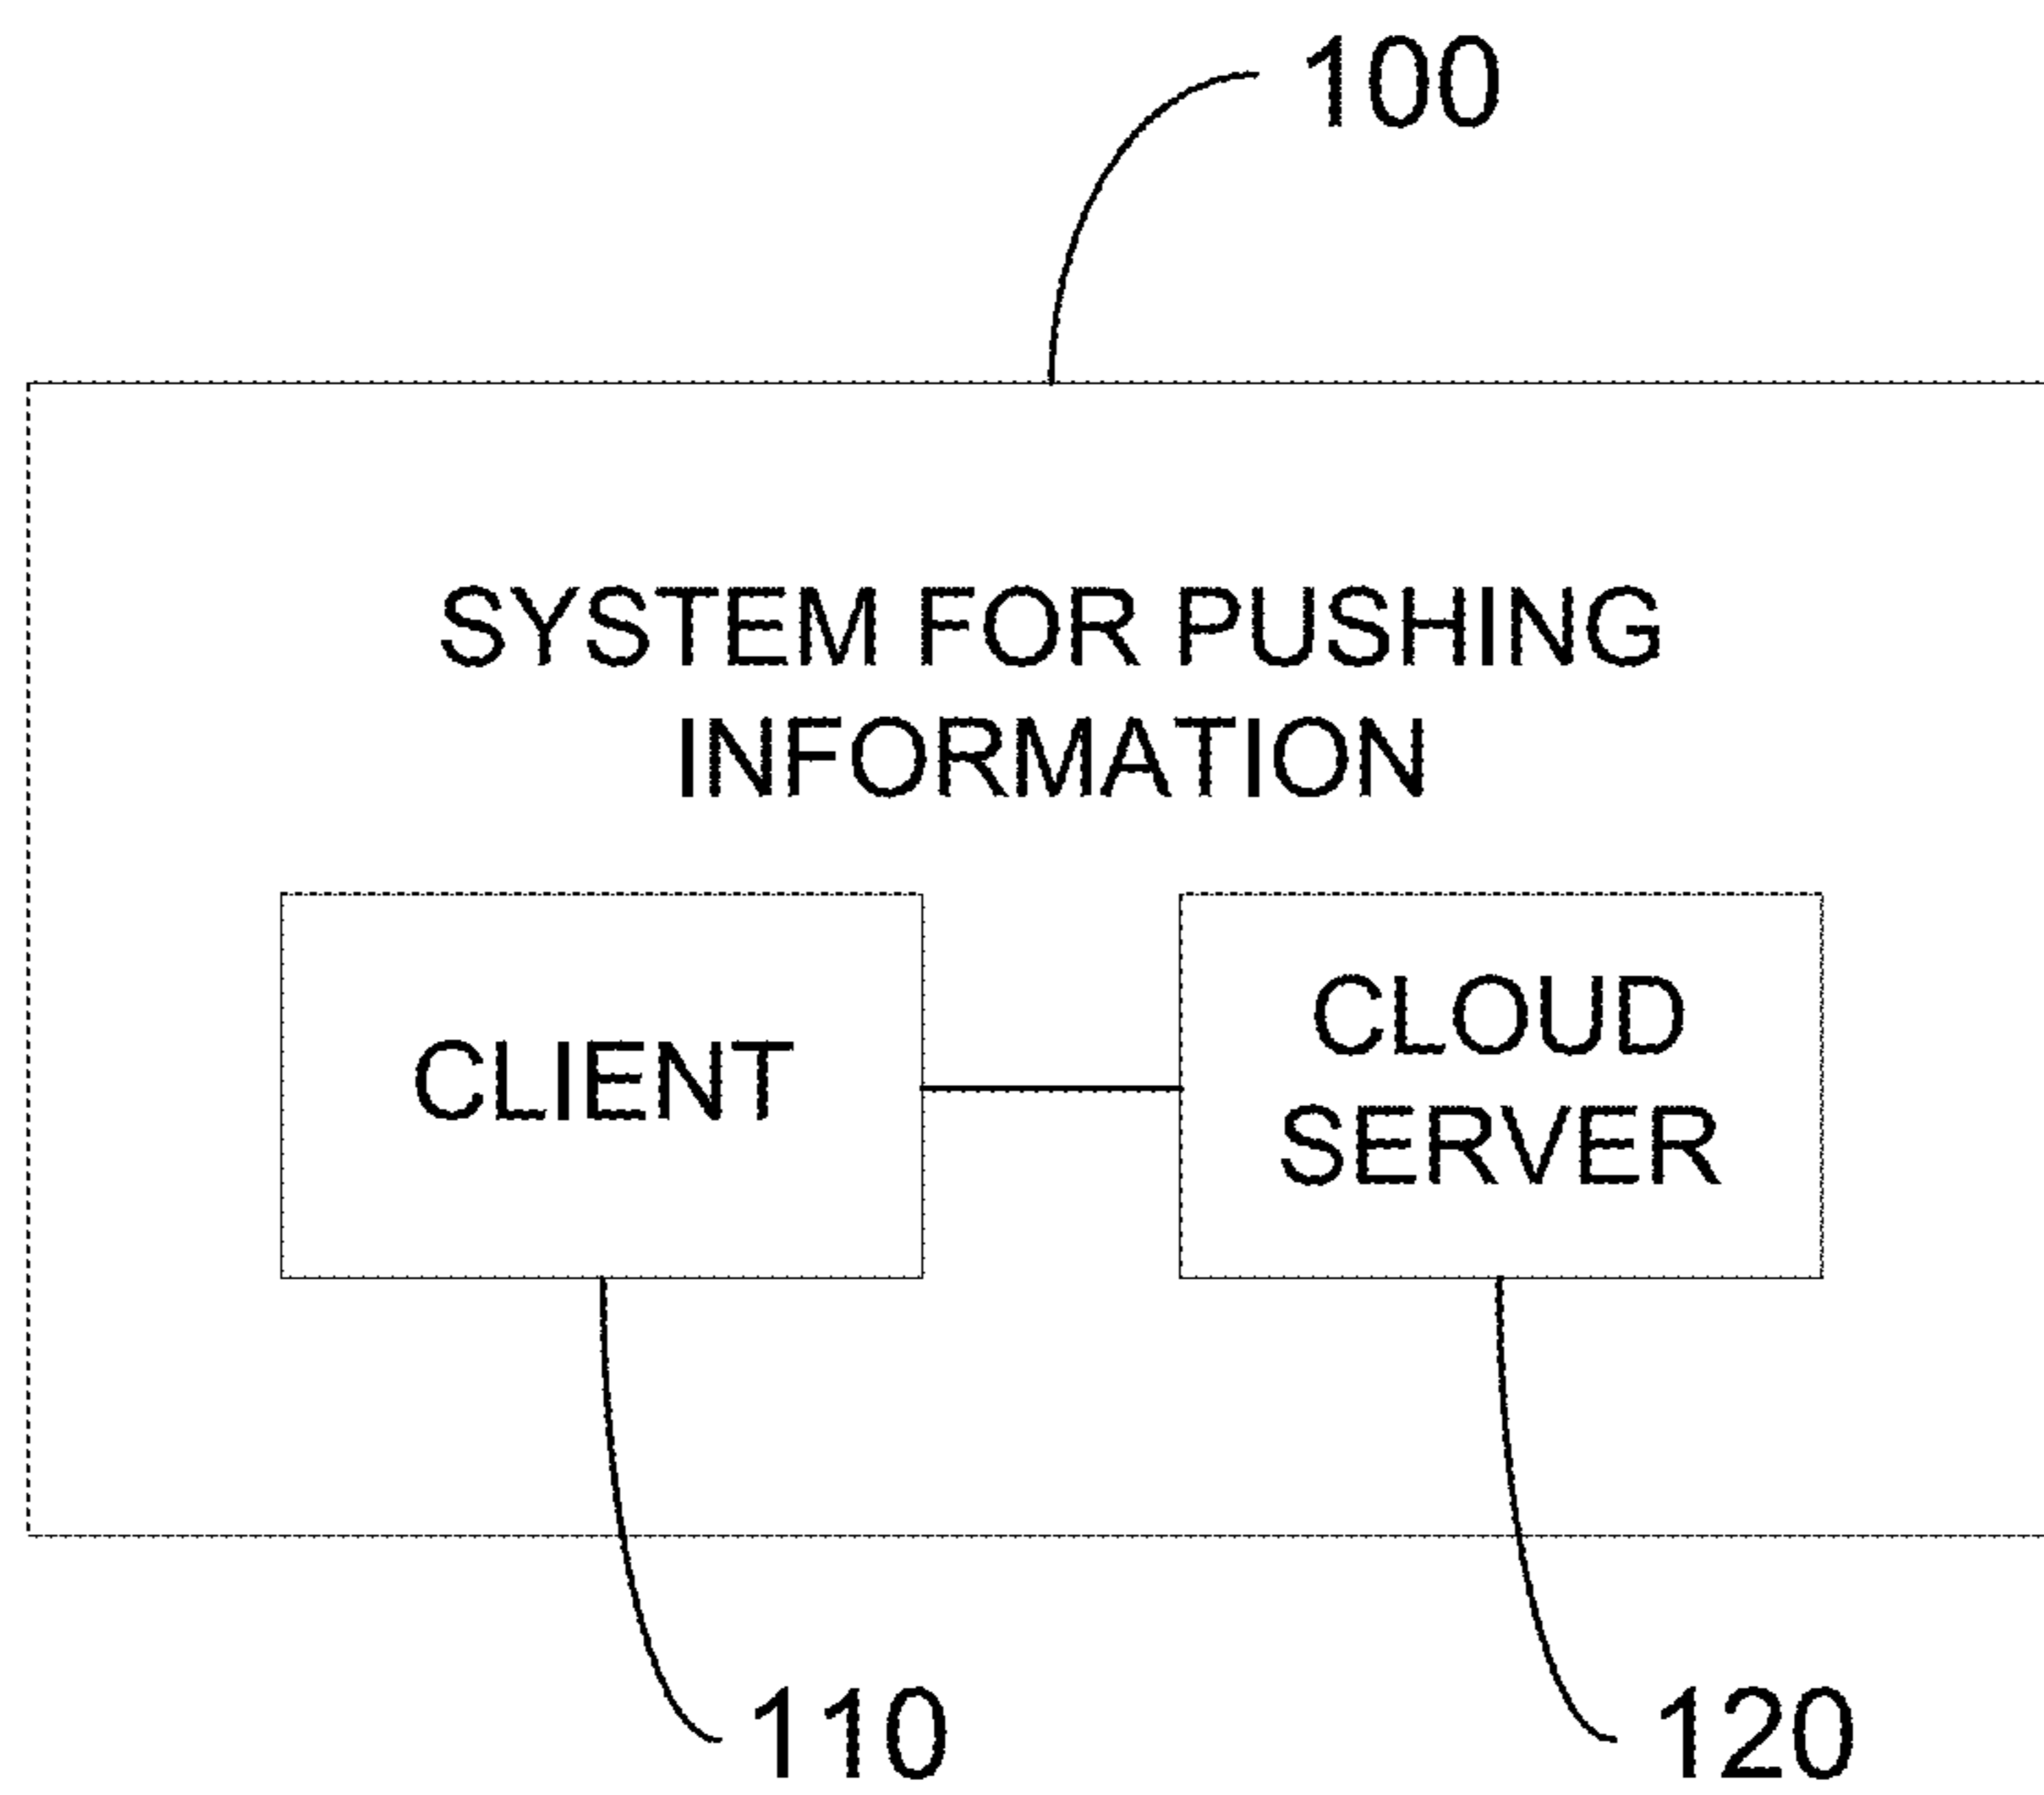 100
SYSTEM FOR PUSHING
INFORMATION
CLIENT
CLOUD
SERVER
110
120